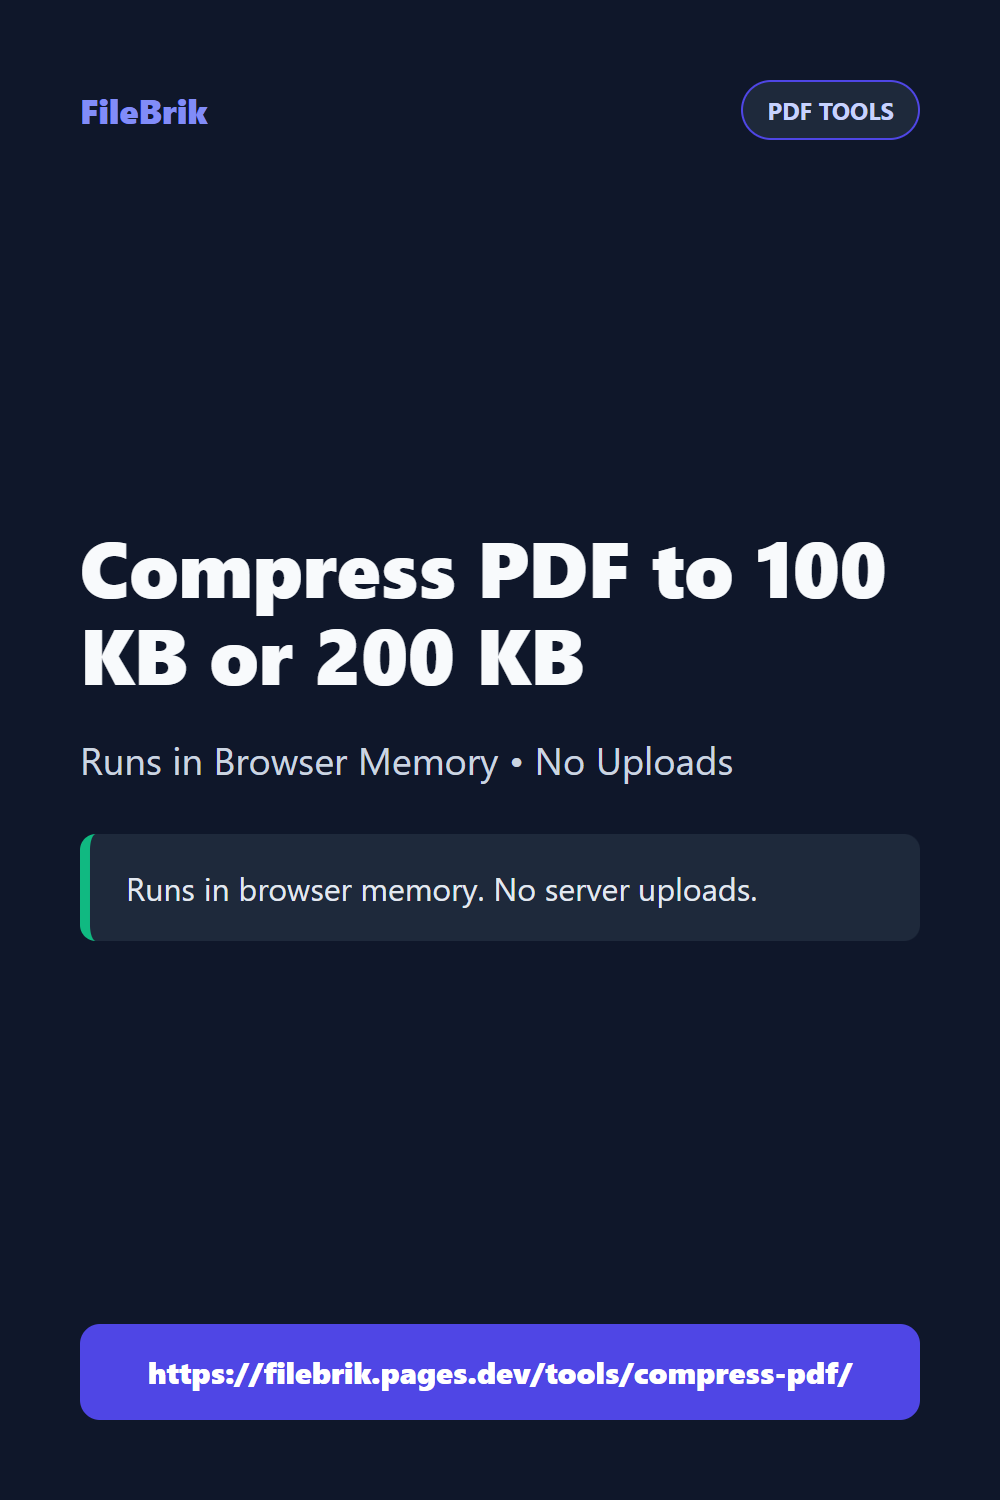 FileBrik
PDF TOOLS
Compress PDF to 100
KB or 200 KB
Runs in Browser Memory • No Uploads
Runs in browser memory. No server uploads.
https://filebrik.pages.dev/tools/compress-pdf/